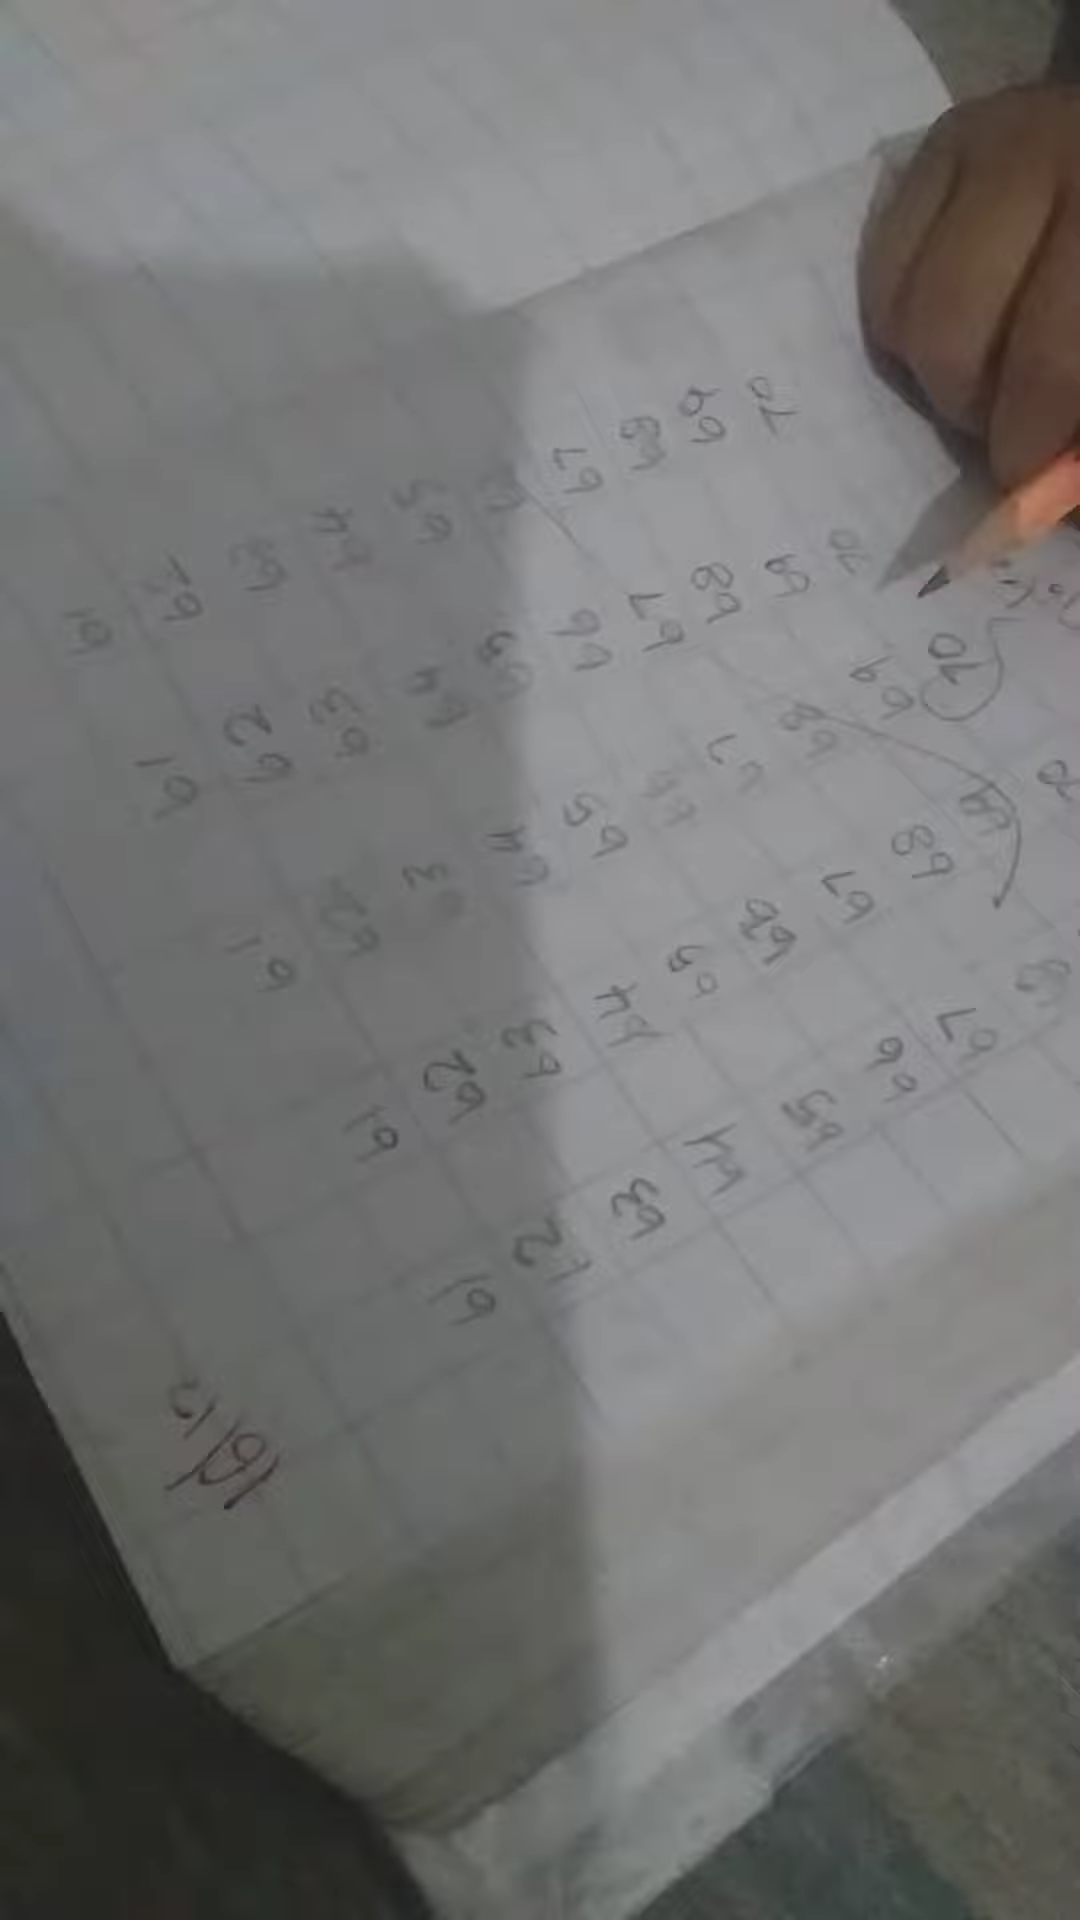 61 61 61 61 61
62 62 62 62 62
63 63 63 63 63
64 64 64 64 64
65 65 65 65 65
66 66 66 66 66
67 67 67 67 67
68 68 68 68 68
69 69 69 69
70 70 70 70